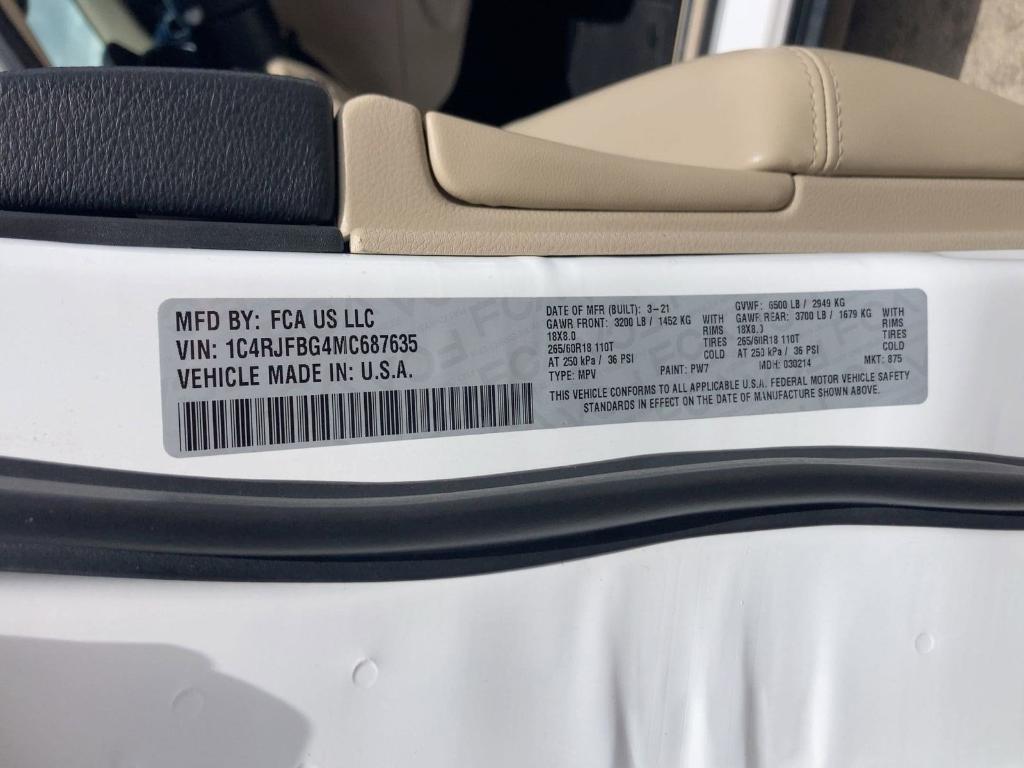 MFD BY: FCA US LLC
VIN: 1C4RJFBG4MC687635
VEHICLE MADE IN: U.S.A.
DATE OF MFR (BUILT): 3-21
GAWR FRONT: 3200 LB / 1452 KG WITH
18X8.0 RIMS
265/60R18 110T TIRES
AT 250 kPa / 36 PSI COLD
TYPE: MPV PAINT: PW7
GVWF: 6500 LB / 2949 KG
GAWF REAR: 3700 LB / 1679 KG WITH
18X8.0 RIMS
265/60R18 110T TIRES
AT 250 kPa / 36 PSI COLD
MDH: 030214 MKT: 875
THIS VEHICLE CONFORMS TO ALL APPLICABLE U.S.A. FEDERAL MOTOR VEHICLE SAFETY
STANDARDS IN EFFECT ON THE DATE OF MANUFACTURE SHOWN ABOVE.